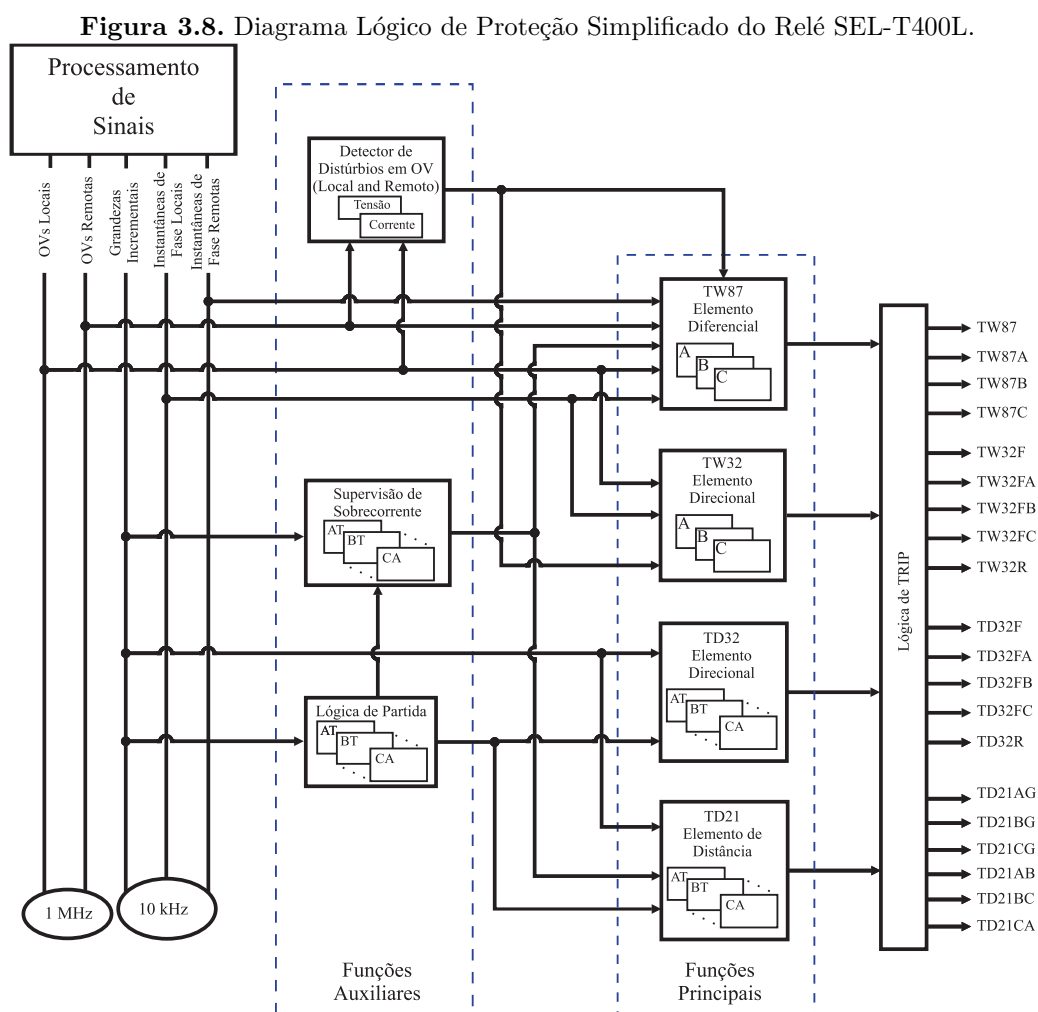 Figura 3.8. Diagrama Lógico de Proteção Simplificado do Relé SEL-T400L.
Processamento
de
Sinais
OVs Locais
OVs Remotas
Grandezas
Incrementais
Instantâneas de
Fase Locais
Instantâneas de
Fase Remotas
Detector de
Distúrbios em OV
(Local and Remoto)
Tensão
Corrente
TW87
Elemento
Diferencial
A
B
C
TW32
Elemento
Direcional
A
B
C
Supervisão de
Sobrecorrente
AT
BT
CA
TD32
Elemento
Direcional
AT
BT
CA
Lógica de Partida
AT
BT
CA
TD21
Elemento de
Distância
AT
BT
CA
Lógica de TRIP
TW87
TW87A
TW87B
TW87C
TW32F
TW32FA
TW32FB
TW32FC
TW32R
TD32F
TD32FA
TD32FB
TD32FC
TD32R
TD21AG
TD21BG
TD21CG
TD21AB
TD21BC
TD21CA
1 MHz
10 kHz
Funções
Auxiliares
Funções
Principais